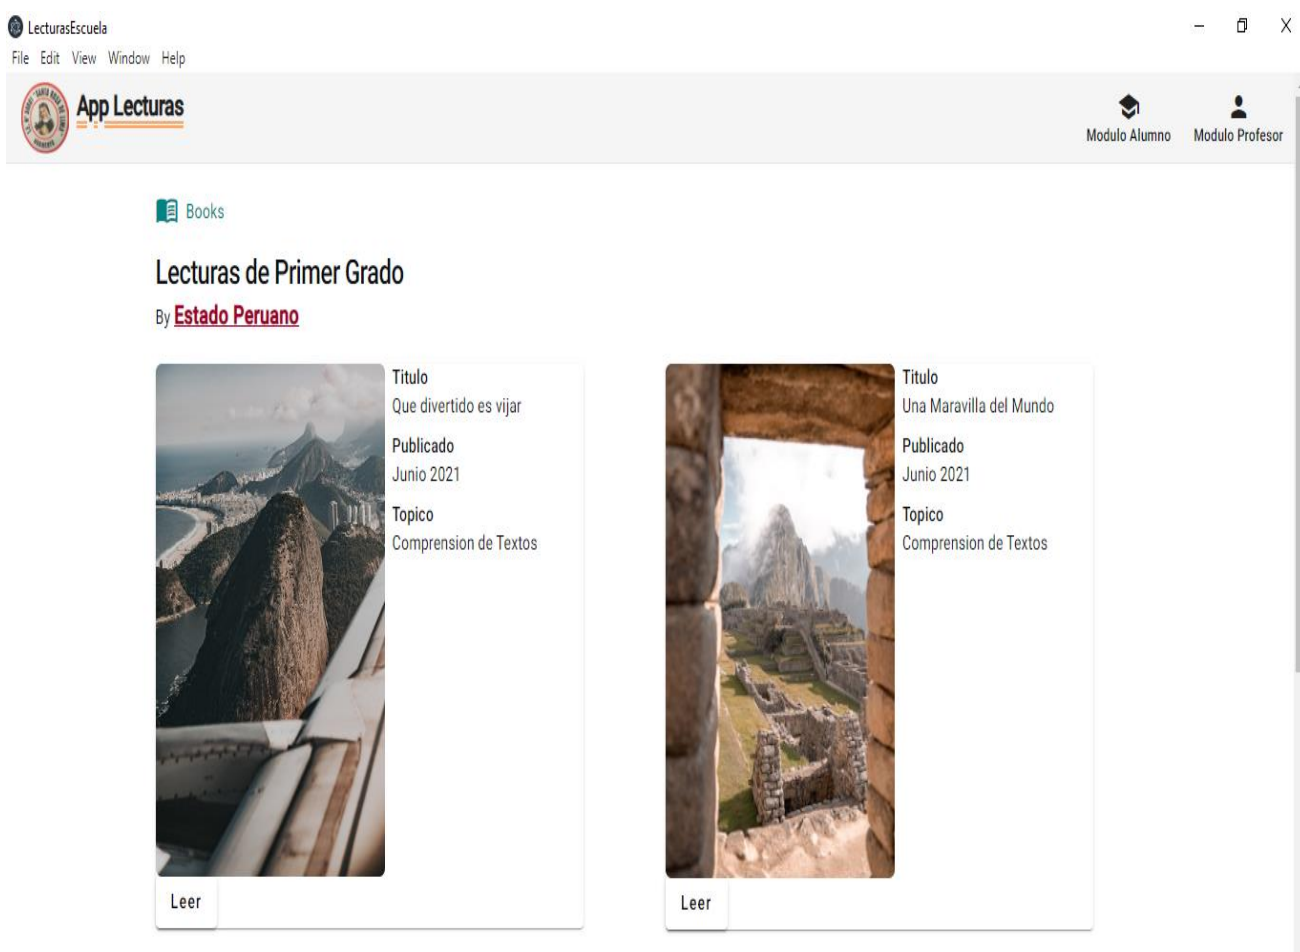 LecturasEscuela
File Edit View Window Help
App Lecturas
Modulo Alumno
Modulo Profesor
Books
Lecturas de Primer Grado
By Estado Peruano
Titulo
Que divertido es vijar
Publicado
Junio 2021
Topico
Comprension de Textos
Leer
Titulo
Una Maravilla del Mundo
Publicado
Junio 2021
Topico
Comprension de Textos
Leer